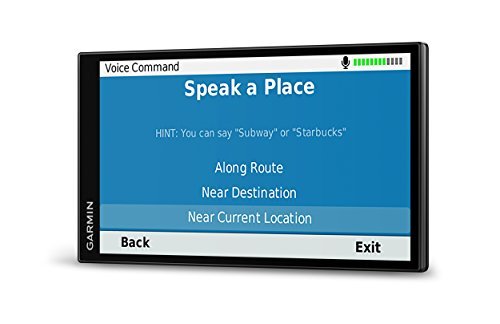 Voice Command
Speak a Place
HINT: You can say "Subway" or "Starbucks"
Along Route
Near Destination
Near Current Location
Back
Exit
GARMIN